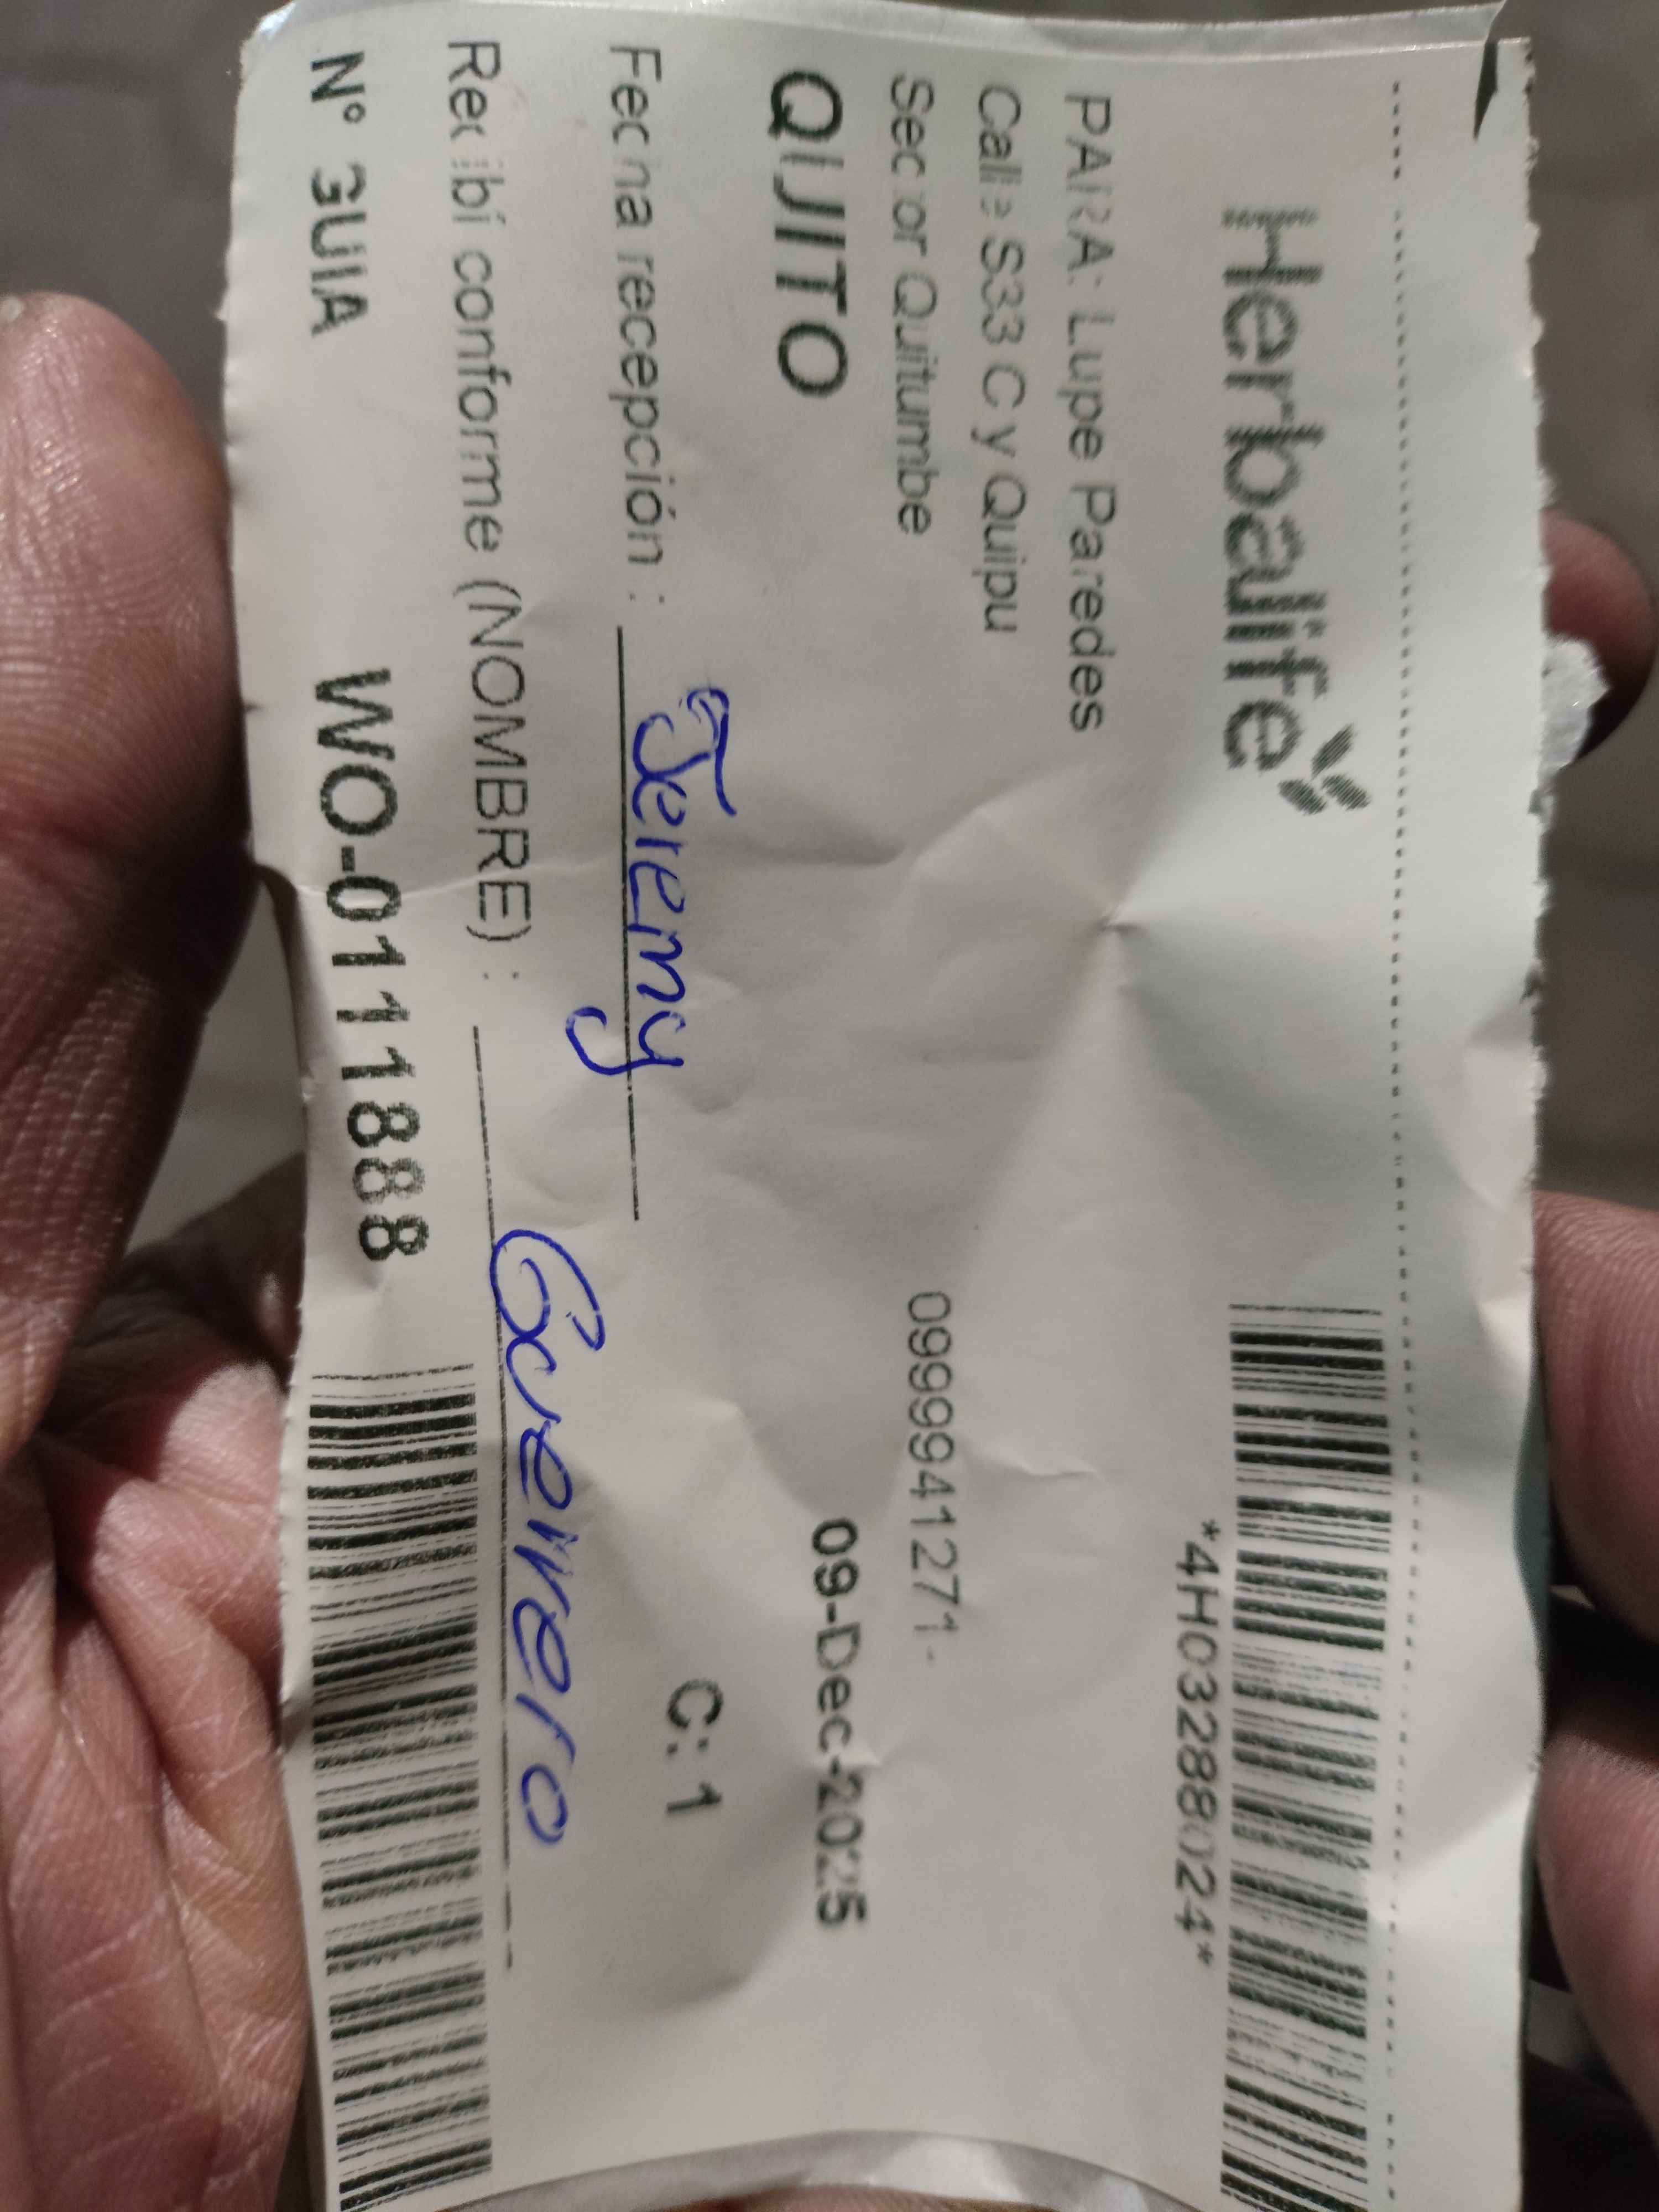 Herbalife
*4H03288024*
PARA: Lupe Paredes
Calle S33 C y Quipu
Sector Quitumbe 0999941271-
QUITO 09-Dec-2025
Fecha recepción : Jeremy C: 1
Recibí conforme (NOMBRE) : Guerrero
N° GUIA WO-0111888